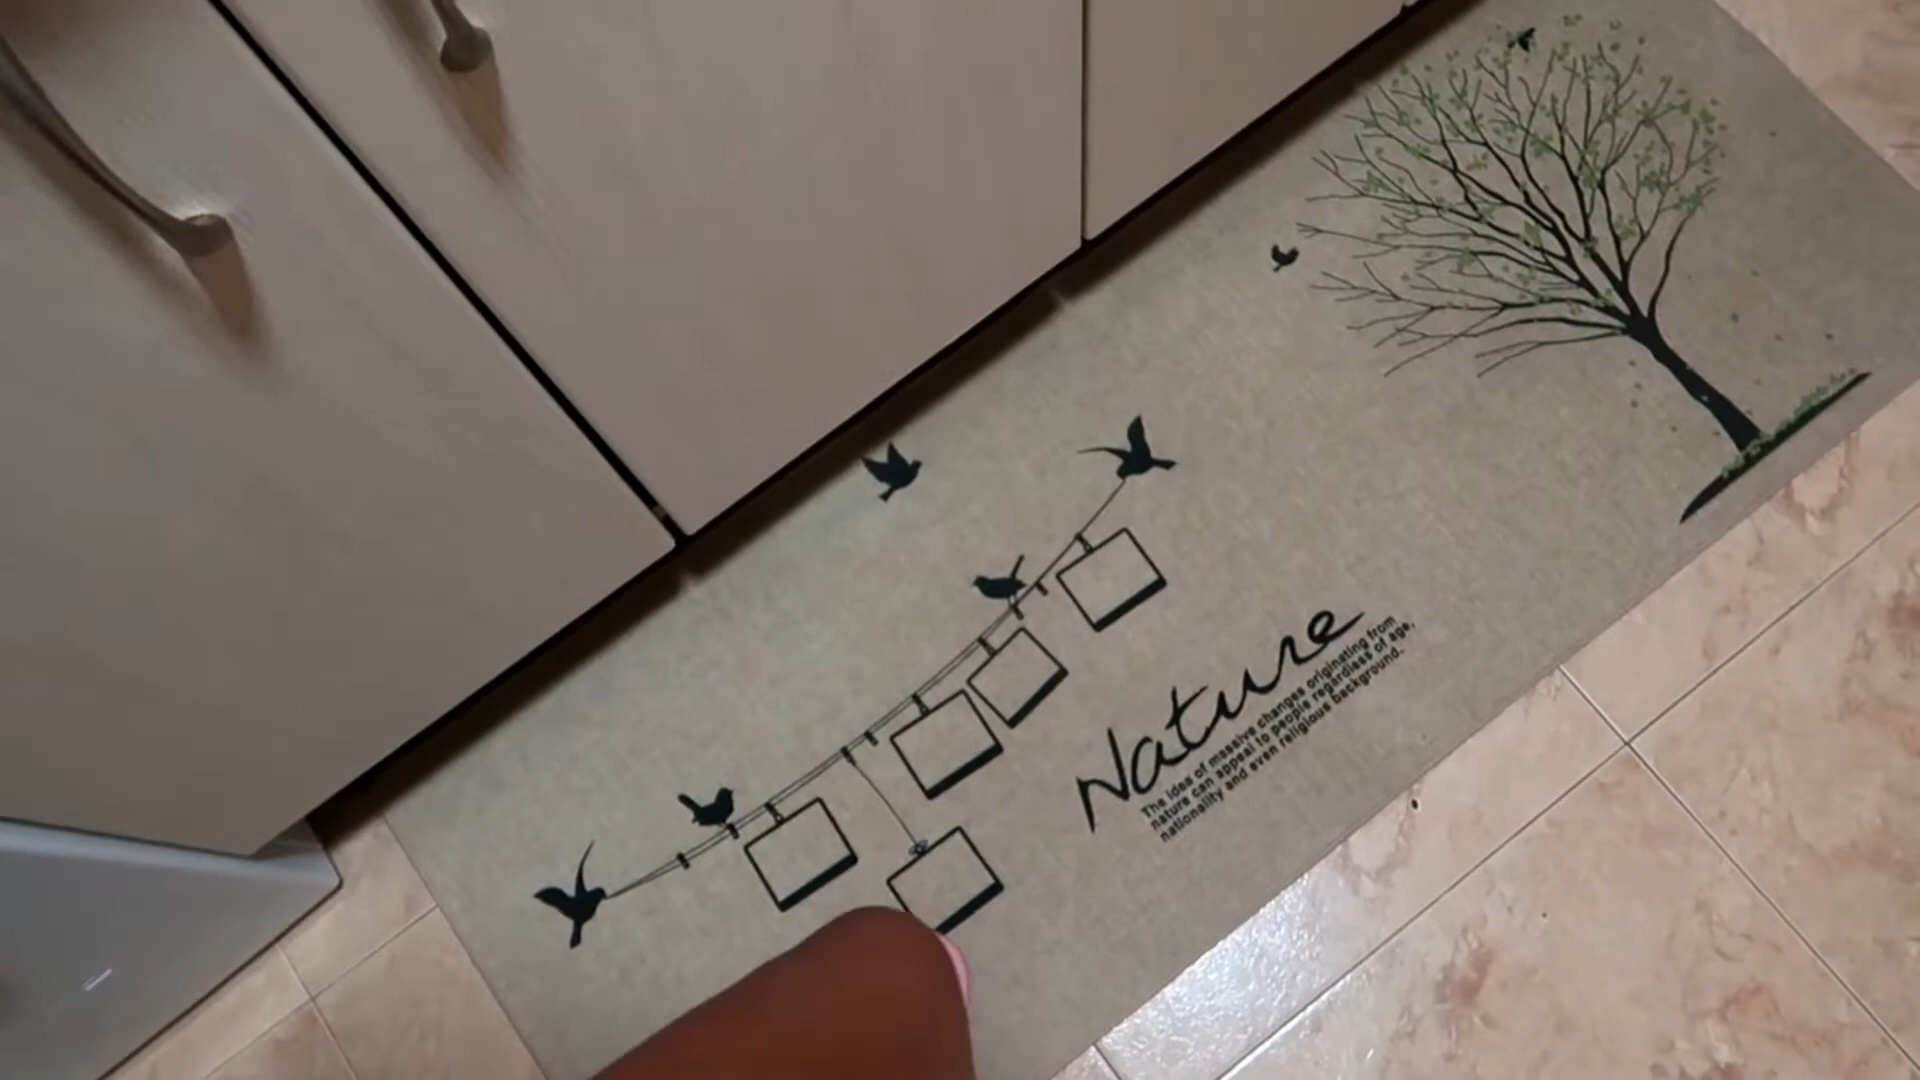 Nature
The idea of massive changes originating from
nature can appeal to people regardless of age,
nationality and even religious background.